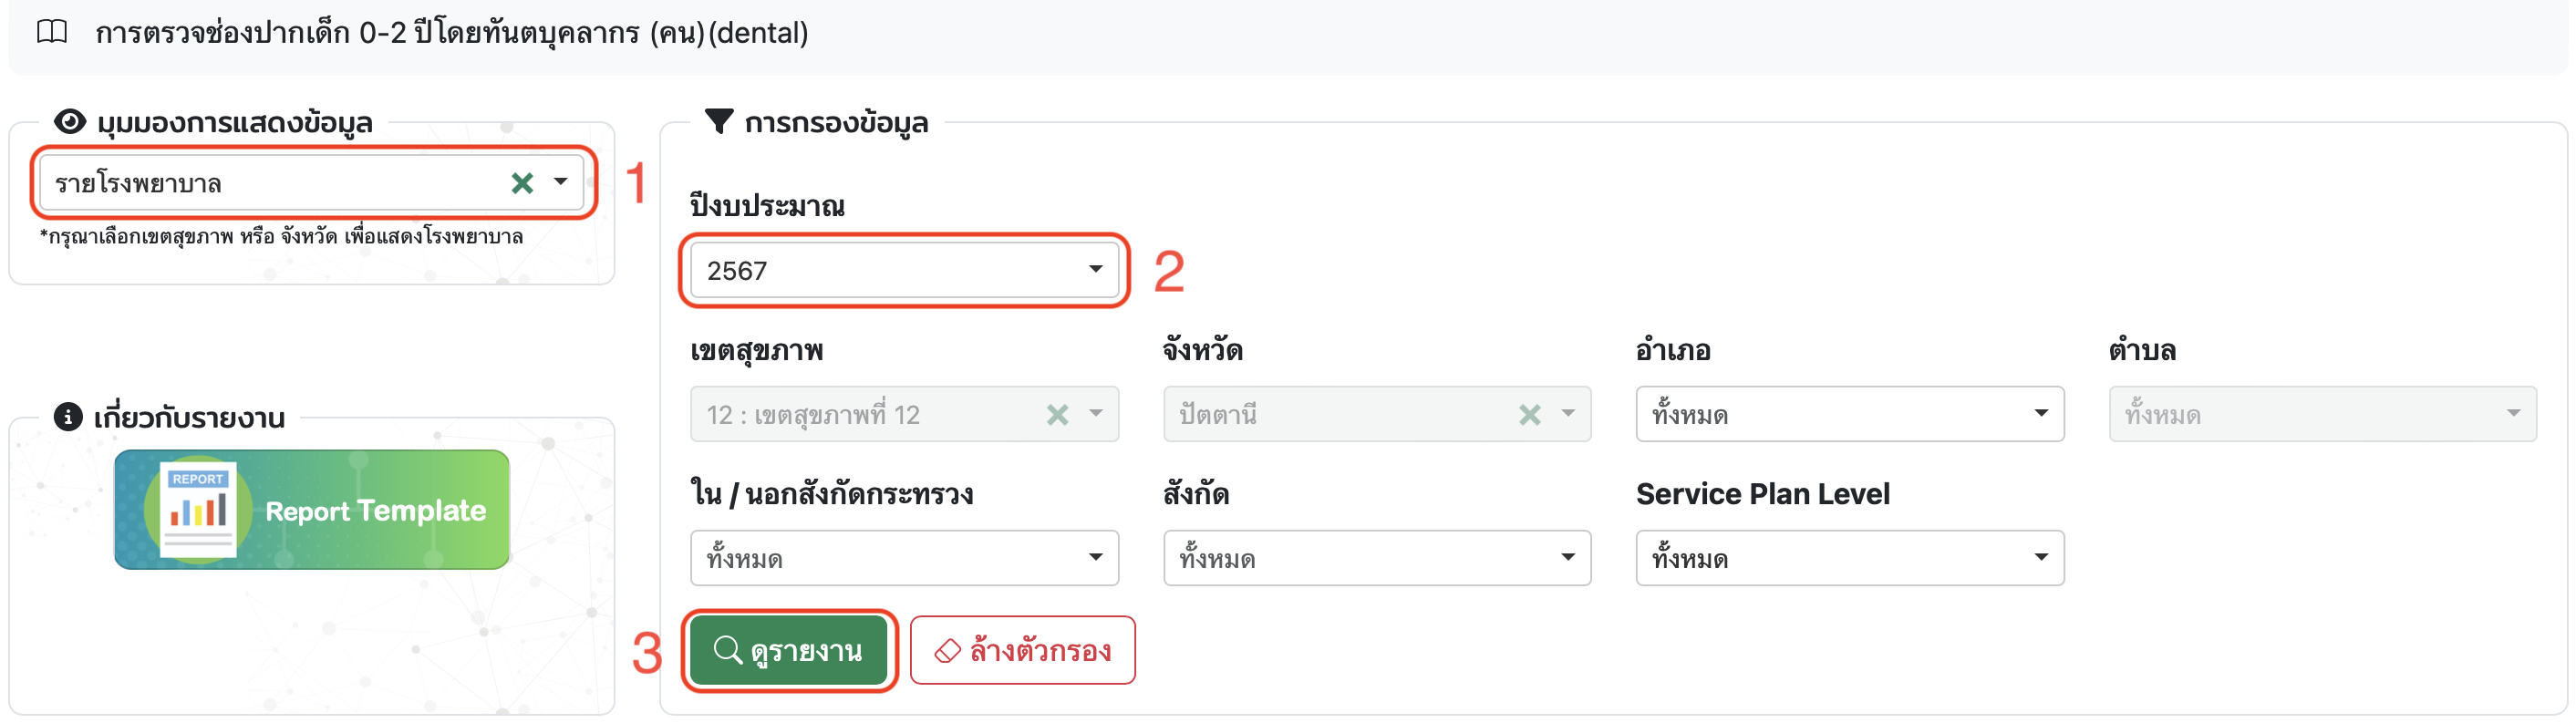 การตรวจช่องปากเด็ก 0-2 ปีโดยทันตบุคลากร (คน)(dental)
มุมมองการแสดงข้อมูล
รายโรงพยาบาล
1
*กรุณาเลือกเขตสุขภาพ หรือ จังหวัด เพื่อแสดงโรงพยาบาล
เกี่ยวกับรายงาน
REPORT
Report Template
การกรองข้อมูล
ปีงบประมาณ
2567
2
เขตสุขภาพ จังหวัด อำเภอ ตำบล
12 : เขตสุขภาพที่ 12 ปัตตานี ทั้งหมด ทั้งหมด
ใน / นอกสังกัดกระทรวง สังกัด Service Plan Level
ทั้งหมด ทั้งหมด ทั้งหมด
3 ดูรายงาน ล้างตัวกรอง